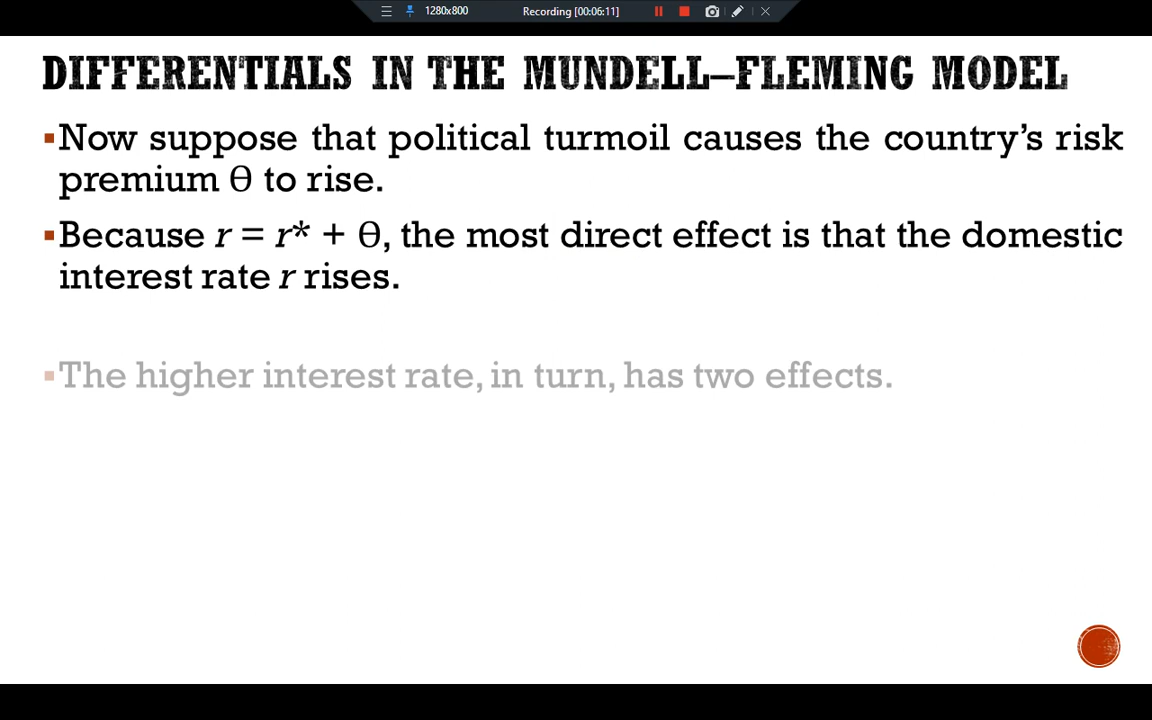 1280x800 Recording [00:06:11]
DIFFERENTIALS IN THE MUNDELL–FLEMING MODEL
▪Now suppose that political turmoil causes the country’s risk
premium ϴ to rise.
▪Because r = r* + ϴ, the most direct effect is that the domestic
interest rate r rises.
▪The higher interest rate, in turn, has two effects.